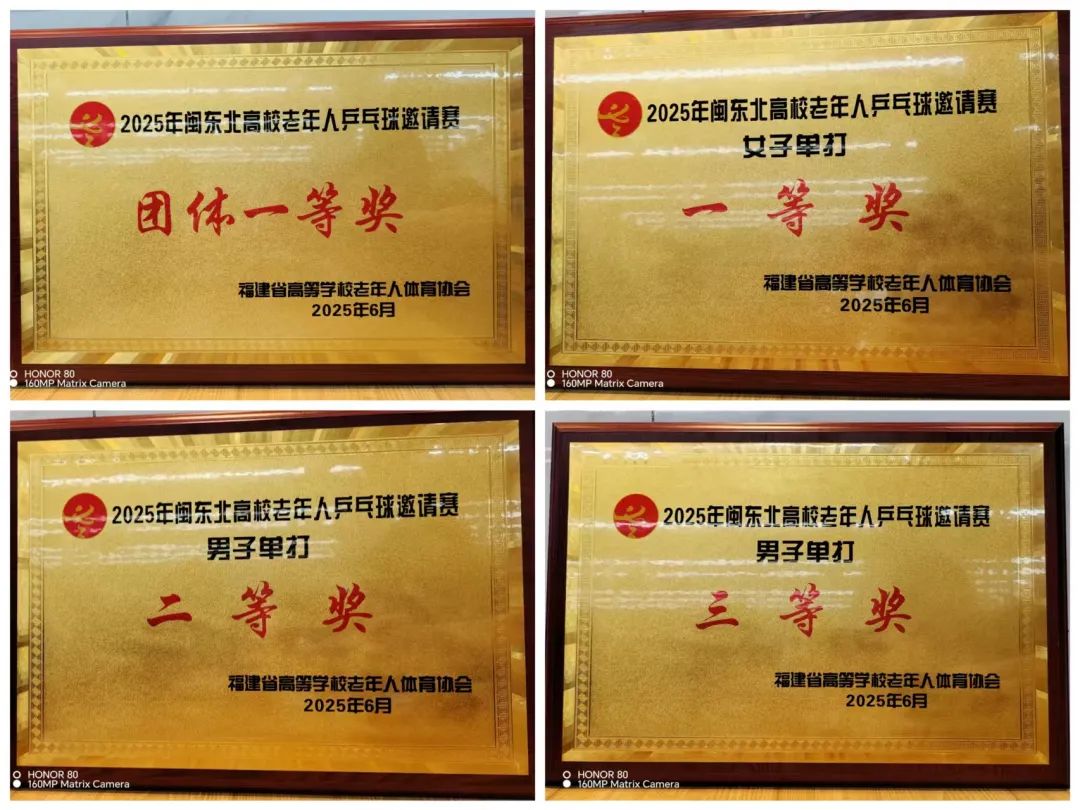 2025年闽东北高校老年人乒乓球邀请赛
团体一等奖
福建省高等学校老年人体育协会
2025年6月
HONOR 80
160MP Matrix Camera
2025年闽东北高校老年人乒乓球邀请赛
女子单打
一等奖
福建省高等学校老年人体育协会
2025年6月
HONOR 80
160MP Matrix Camera
2025年闽东北高校老年人乒乓球邀请赛
男子单打
二等奖
福建省高等学校老年人体育协会
2025年6月
HONOR 80
160MP Matrix Camera
2025年闽东北高校老年人乒乓球邀请赛
男子单打
三等奖
福建省高等学校老年人体育协会
2025年6月
HONOR 80
160MP Matrix Camera